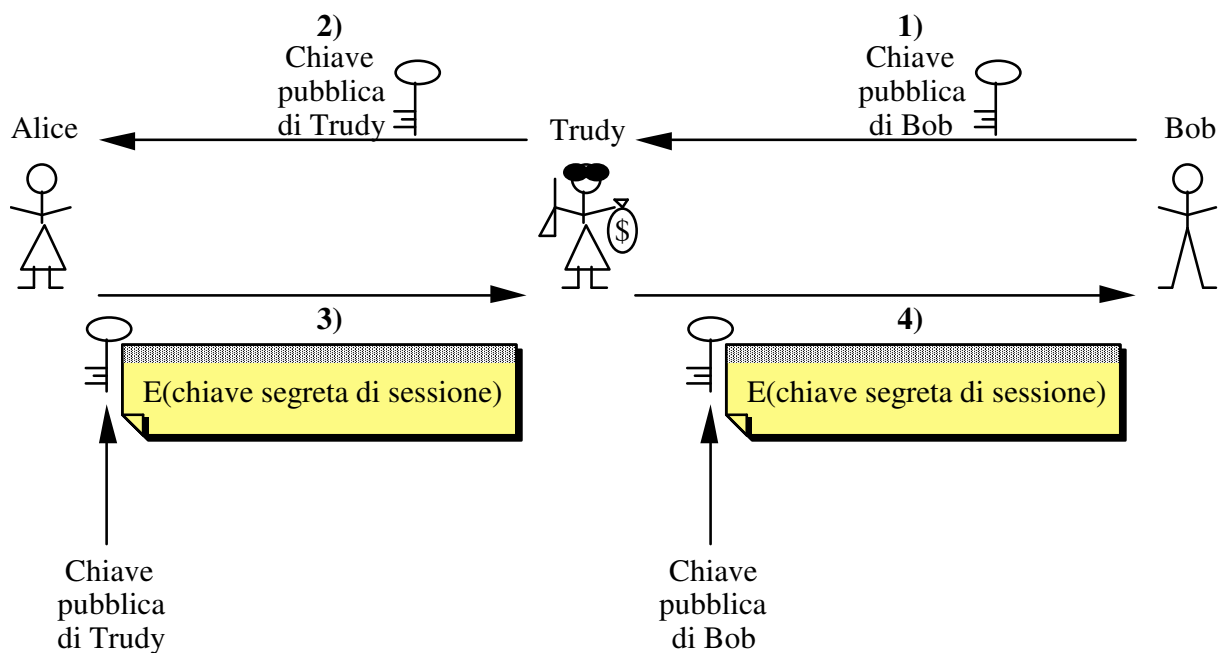 2)
Chiave
pubblica
di Trudy
1)
Chiave
pubblica
di Bob
Alice
Trudy
Bob
$
3)
E(chiave segreta di sessione)
4)
E(chiave segreta di sessione)
Chiave
pubblica
di Trudy
Chiave
pubblica
di Bob